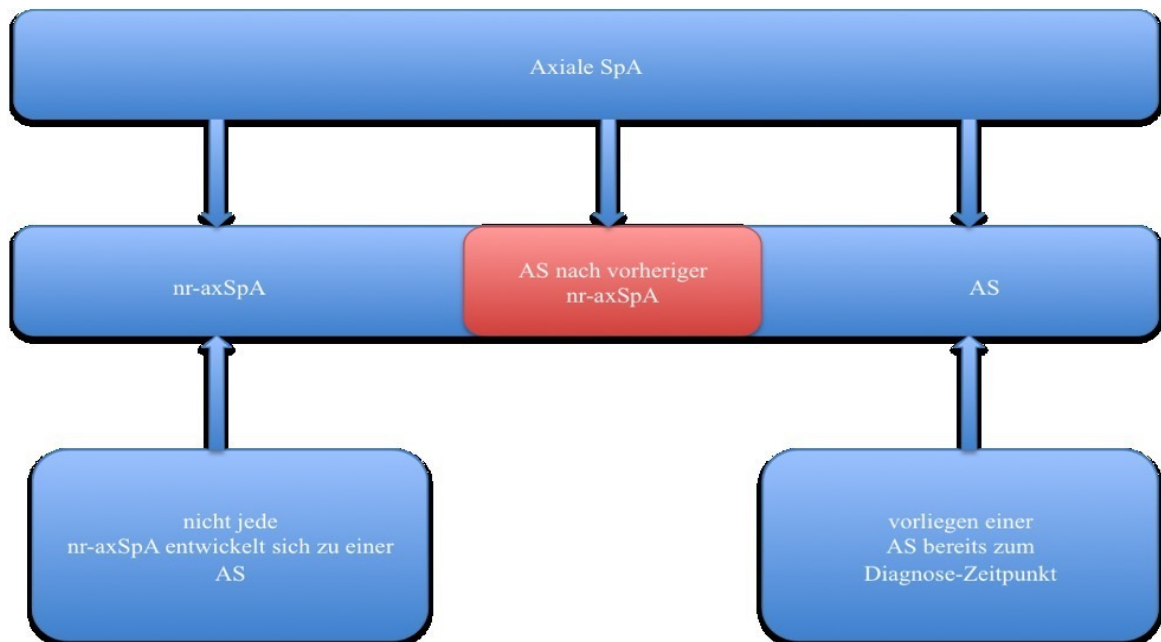 Axiale SpA
nr-axSpA
AS nach vorheriger
nr-axSpA
AS
nicht jede
nr-axSpA entwickelt sich zu einer
AS
vorliegen einer
AS bereits zum
Diagnose-Zeitpunkt